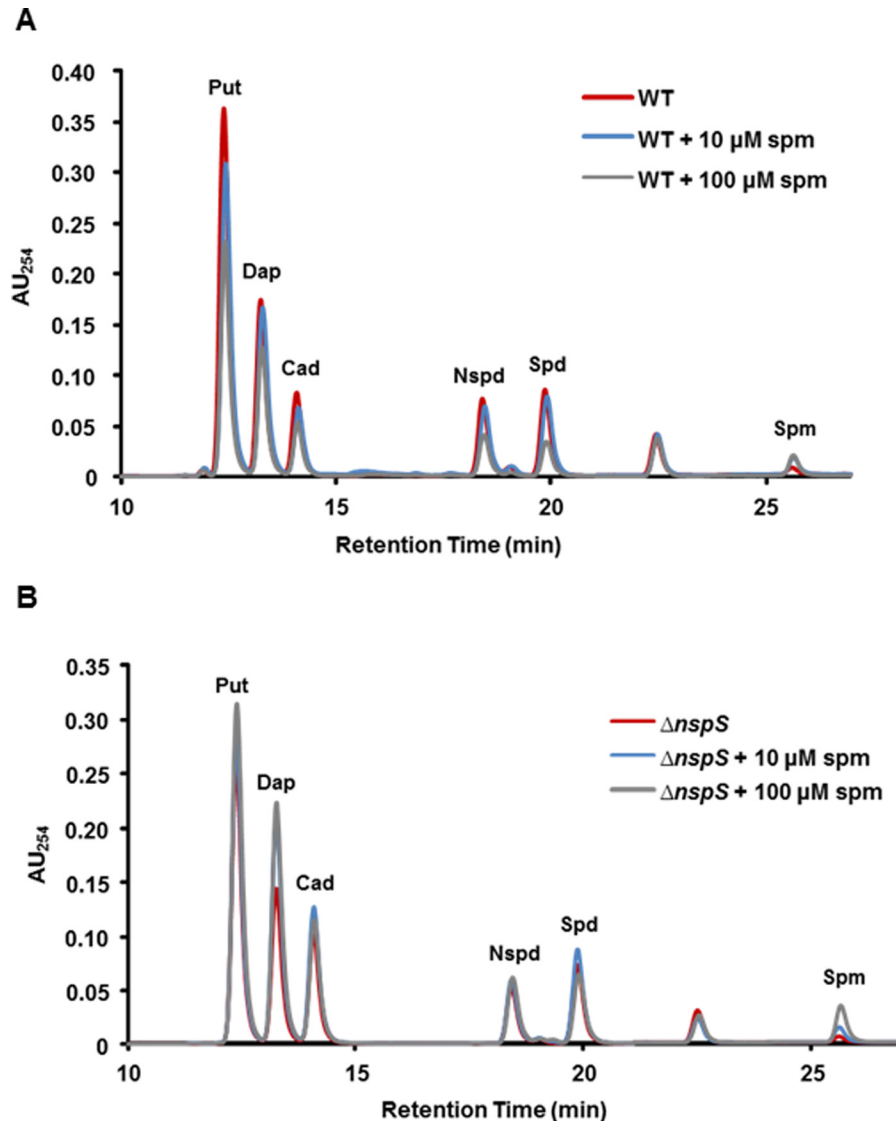 A
0.40
0.35
0.30
0.25
0.20
0.15
0.10
0.05
0
AU254
Put
Dap
Cad
Nspd
Spd
Spm
WT
WT + 10 µM spm
WT + 100 µM spm
10 15 20 25
Retention Time (min)
B
0.35
0.30
0.25
0.20
0.15
0.10
0.05
0
AU254
Put
Dap
Cad
Nspd
Spd
Spm
ΔnspS
ΔnspS + 10 µM spm
ΔnspS + 100 µM spm
10 15 20 25
Retention Time (min)